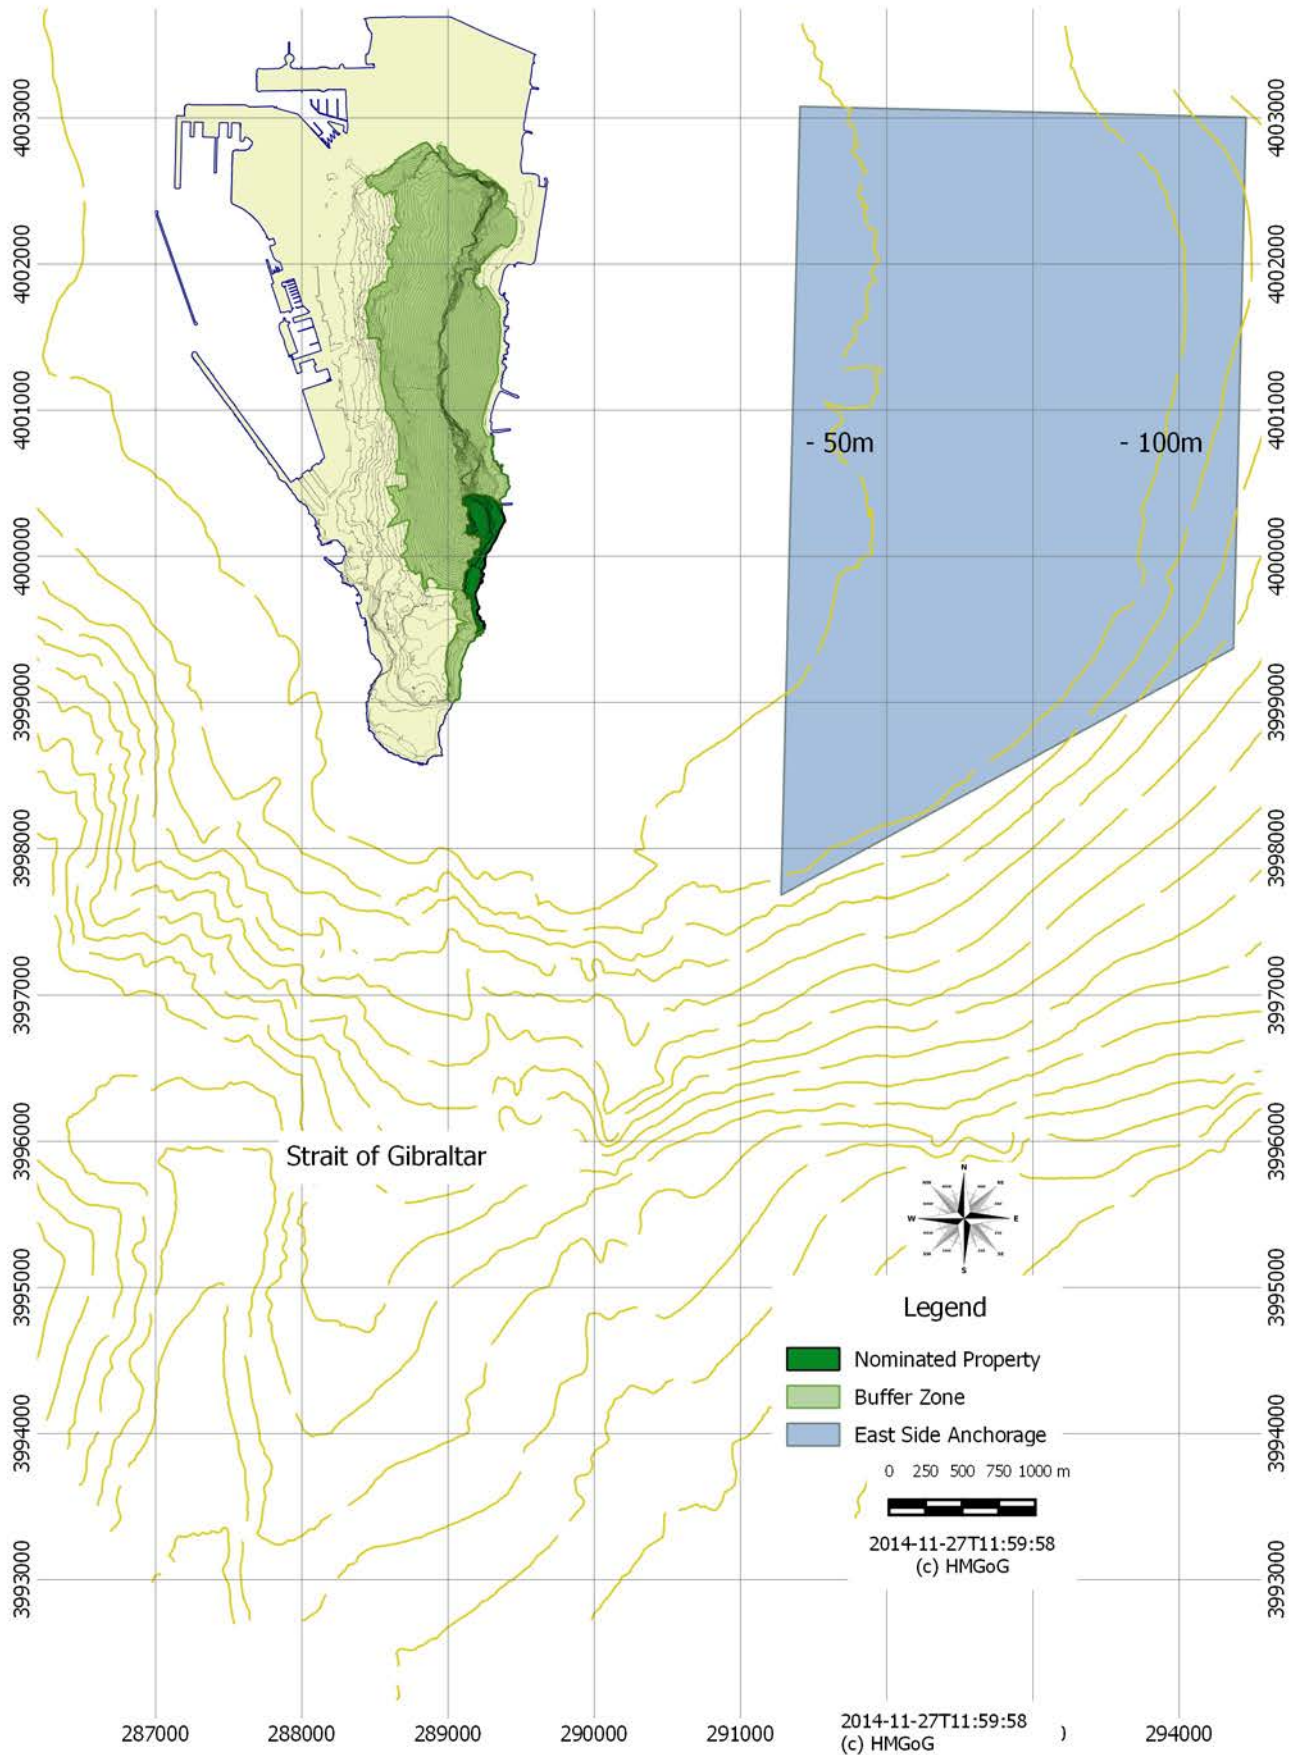 4003000
4003000
4002000
4002000
4001000
4001000
- 50m
- 100m
4000000
4000000
3999000
3999000
3998000
3998000
3997000
3997000
3996000
3996000
Strait of Gibraltar
N
W
E
S
3995000
3995000
Legend
Nominated Property
Buffer Zone
East Side Anchorage
3994000
3994000
0 250 500 750 1000 m
2014-11-27T11:59:58
(c) HMGoG
3993000
3993000
287000
288000
289000
290000
291000
2014-11-27T11:59:58
(c) HMGoG
)
294000